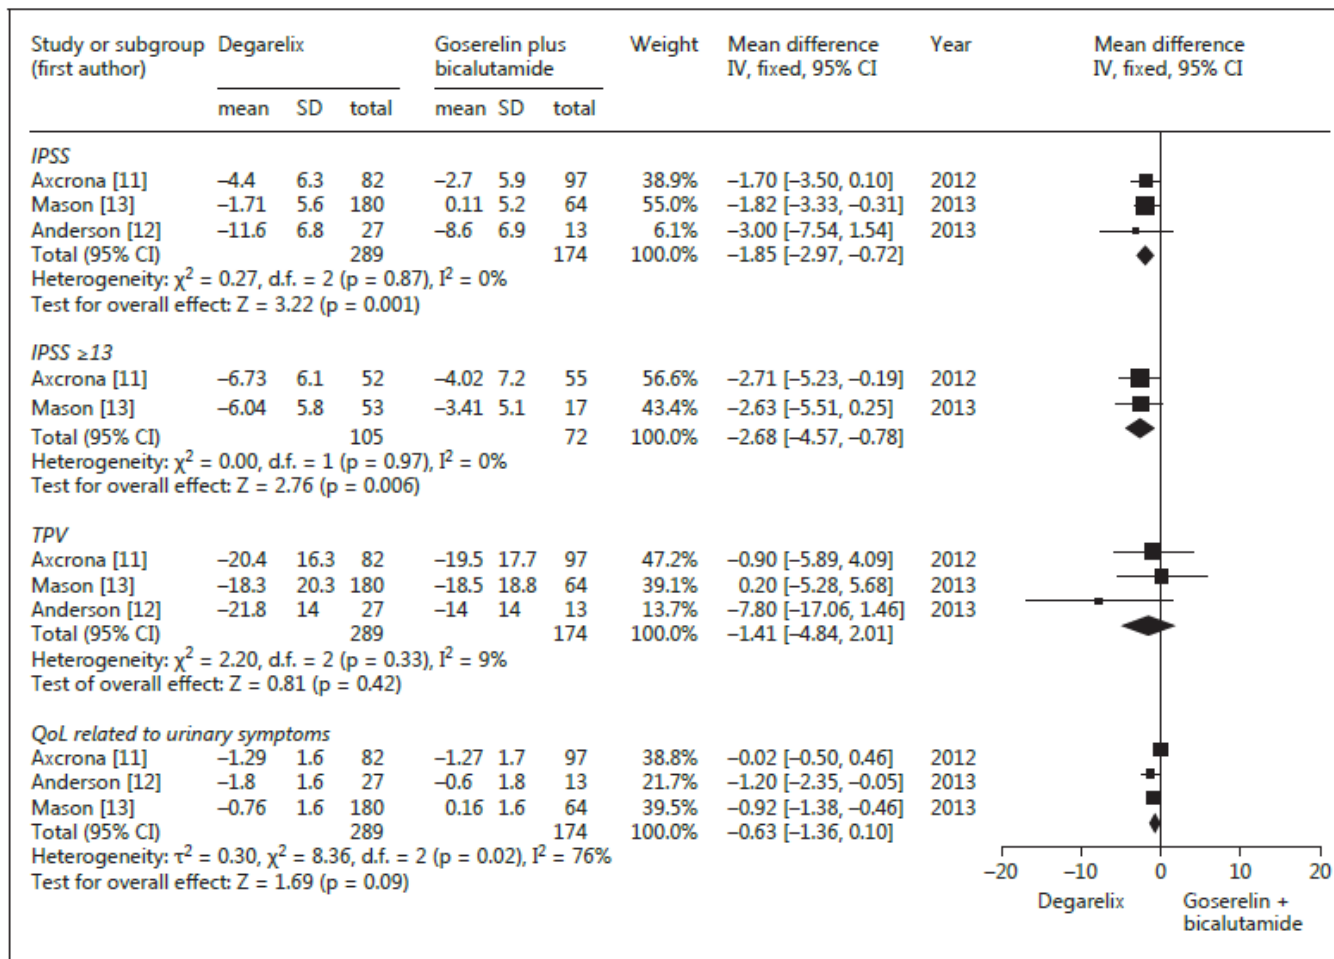 Study or subgroup Degarelix Goserelin plus Weight Mean difference Year Mean difference
(first author) bicalutamide IV, fixed, 95% CI IV, fixed, 95% CI
mean SD total mean SD total
IPSS
Axcrona [11] –4.4 6.3 82 –2.7 5.9 97 38.9% –1.70 [–3.50, 0.10] 2012
Mason [13] –1.71 5.6 180 0.11 5.2 64 55.0% –1.82 [–3.33, –0.31] 2013
Anderson [12] –11.6 6.8 27 –8.6 6.9 13 6.1% –3.00 [–7.54, 1.54] 2013
Total (95% CI) 289 174 100.0% –1.85 [–2.97, –0.72]
Heterogeneity: χ² = 0.27, d.f. = 2 (p = 0.87), I² = 0%
Test for overall effect: Z = 3.22 (p = 0.001)
IPSS ≥13
Axcrona [11] –6.73 6.1 52 –4.02 7.2 55 56.6% –2.71 [–5.23, –0.19] 2012
Mason [13] –6.04 5.8 53 –3.41 5.1 17 43.4% –2.63 [–5.51, 0.25] 2013
Total (95% CI) 105 72 100.0% –2.68 [–4.57, –0.78]
Heterogeneity: χ² = 0.00, d.f. = 1 (p = 0.97), I² = 0%
Test for overall effect: Z = 2.76 (p = 0.006)
TPV
Axcrona [11] –20.4 16.3 82 –19.5 17.7 97 47.2% –0.90 [–5.89, 4.09] 2012
Mason [13] –18.3 20.3 180 –18.5 18.8 64 39.1% 0.20 [–5.28, 5.68] 2013
Anderson [12] –21.8 14 27 –14 14 13 13.7% –7.80 [–17.06, 1.46] 2013
Total (95% CI) 289 174 100.0% –1.41 [–4.84, 2.01]
Heterogeneity: χ² = 2.20, d.f. = 2 (p = 0.33), I² = 9%
Test of overall effect: Z = 0.81 (p = 0.42)
QoL related to urinary symptoms
Axcrona [11] –1.29 1.6 82 –1.27 1.7 97 38.8% –0.02 [–0.50, 0.46] 2012
Anderson [12] –1.8 1.6 27 –0.6 1.8 13 21.7% –1.20 [–2.35, –0.05] 2013
Mason [13] –0.76 1.6 180 0.16 1.6 64 39.5% –0.92 [–1.38, –0.46] 2013
Total (95% CI) 289 174 100.0% –0.63 [–1.36, 0.10]
Heterogeneity: τ² = 0.30, χ² = 8.36, d.f. = 2 (p = 0.02), I² = 76%
Test for overall effect: Z = 1.69 (p = 0.09)
–20 –10 0 10 20
Degarelix Goserelin +
bicalutamide